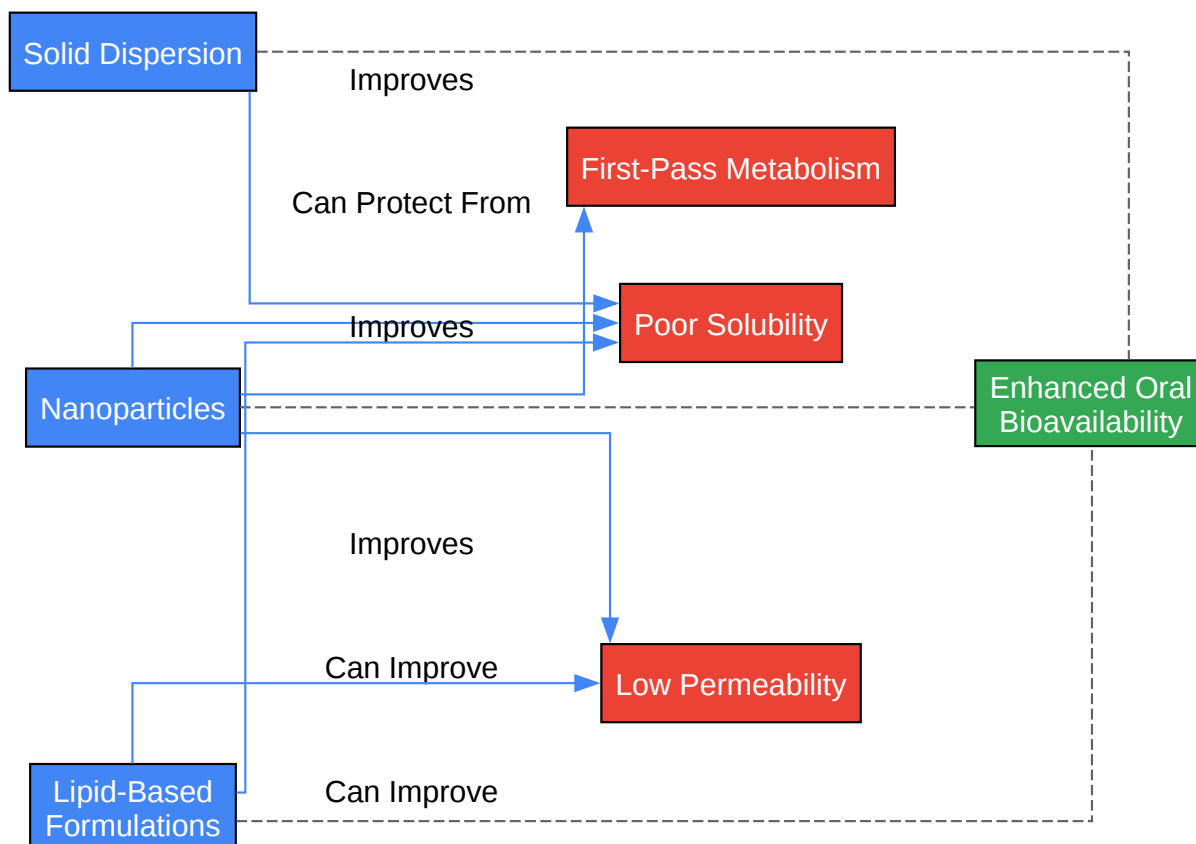 Solid Dispersion
Improves
First-Pass Metabolism
Can Protect From
Poor Solubility
Improves
Nanoparticles
Enhanced Oral
Bioavailability
Improves
Can Improve
Low Permeability
Lipid-Based
Formulations
Can Improve